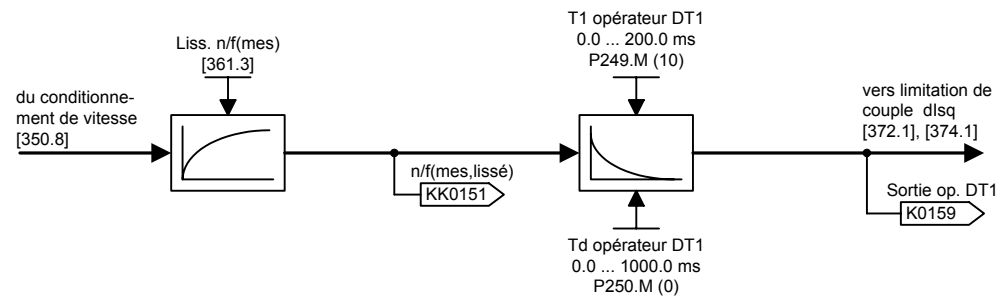 T1 opérateur DT1
0.0 ... 200.0 ms
P249.M (10)
Liss. n/f(mes)
[361.3]
du conditionne-
ment de vitesse
[350.8]
vers limitation de
couple dIsq
[372.1], [374.1]
n/f(mes,lissé)
KK0151
Sortie op. DT1
K0159
Td opérateur DT1
0.0 ... 1000.0 ms
P250.M (0)